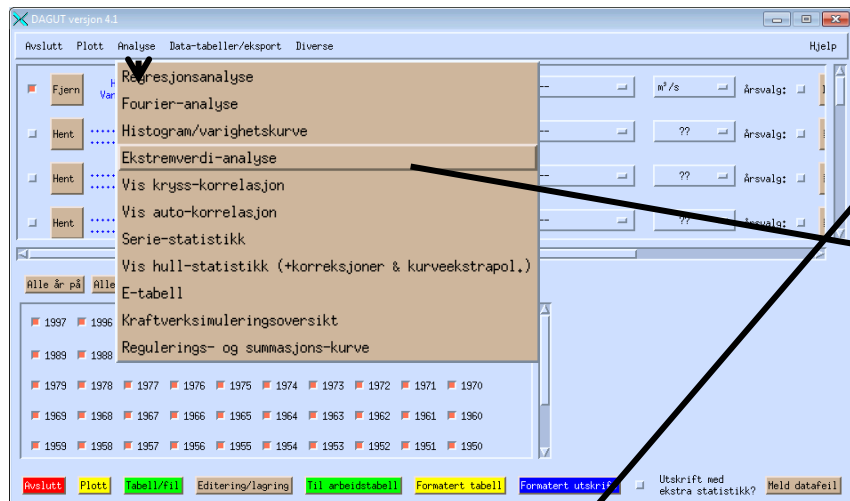 DAGUT versjon 4.1
Avslutt Plott Analyse Data-tabeller/eksport Diverse Hjelp
Regresjonsanalyse
Fourier-analyse
Histogram/varighetskurve
Ekstremverdi-analyse
Vis kryss-korrelasjon
Vis auto-korrelasjon
Serie-statistikk
Vis hull-statistikk (+korreksjoner & kurveekstrapol.)
E-tabell
Kraftverksimuleringsoversikt
Regulerings- og summasjons-kurve
Fjern -- m³/s Årsvalg:
Hent -- ?? Årsvalg:
Hent -- ?? Årsvalg:
Hent -- ?? Årsvalg:
Alle år på Alle
1997 1996
1989 1988
1979 1978 1977 1976 1975 1974 1973 1972 1971 1970
1969 1968 1967 1966 1965 1964 1963 1962 1961 1960
1959 1958 1957 1956 1955 1954 1953 1952 1951 1950
Avslutt Plott Tabell/fil Editering/lagring Til arbeidstabell Formatert tabell Formatert utskrift Utskrift med
ekstra statistikk? Meld datafeil